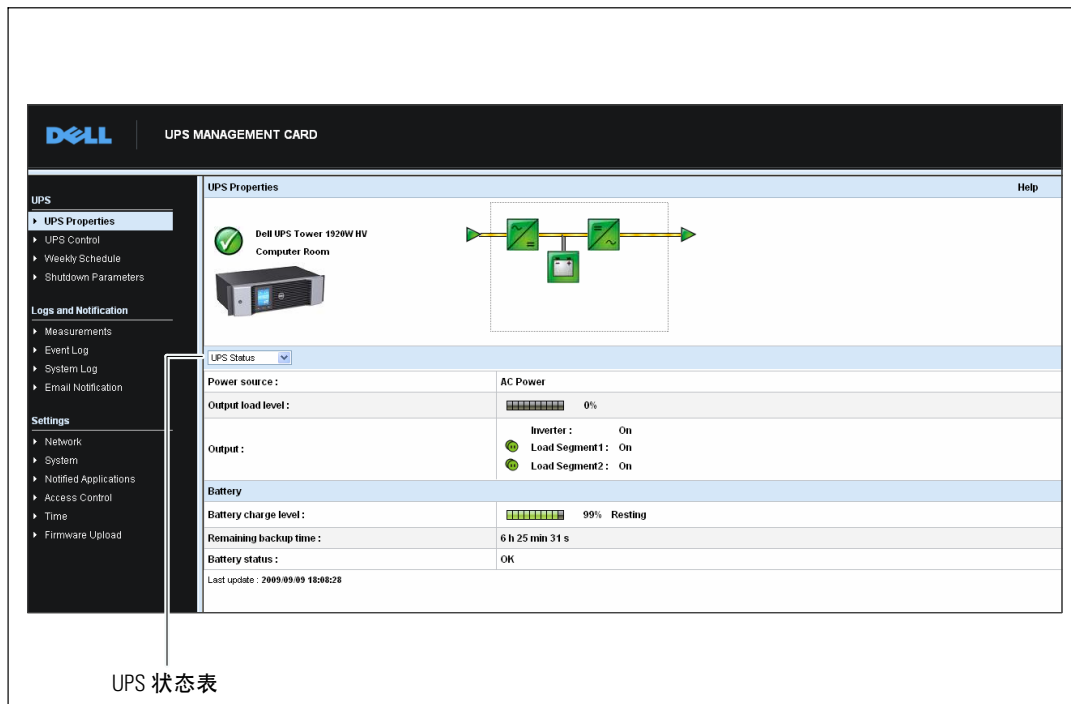 DELL UPS MANAGEMENT CARD
UPS
UPS Properties
UPS Control
Weekly Schedule
Shutdown Parameters
Logs and Notification
Measurements
Event Log
System Log
Email Notification
Settings
Network
System
Notified Applications
Access Control
Time
Firmware Upload
UPS Properties Help
Dell UPS Tower 1920W HV
Computer Room
UPS Status
Power source : AC Power
Output load level : 0%
Output :
Inverter : On
Load Segment1 : On
Load Segment2 : On
Battery
Battery charge level : 99% Resting
Remaining backup time : 6 h 25 min 31 s
Battery status : OK
Last update : 2009/09/09 18:08:28
UPS 状态表